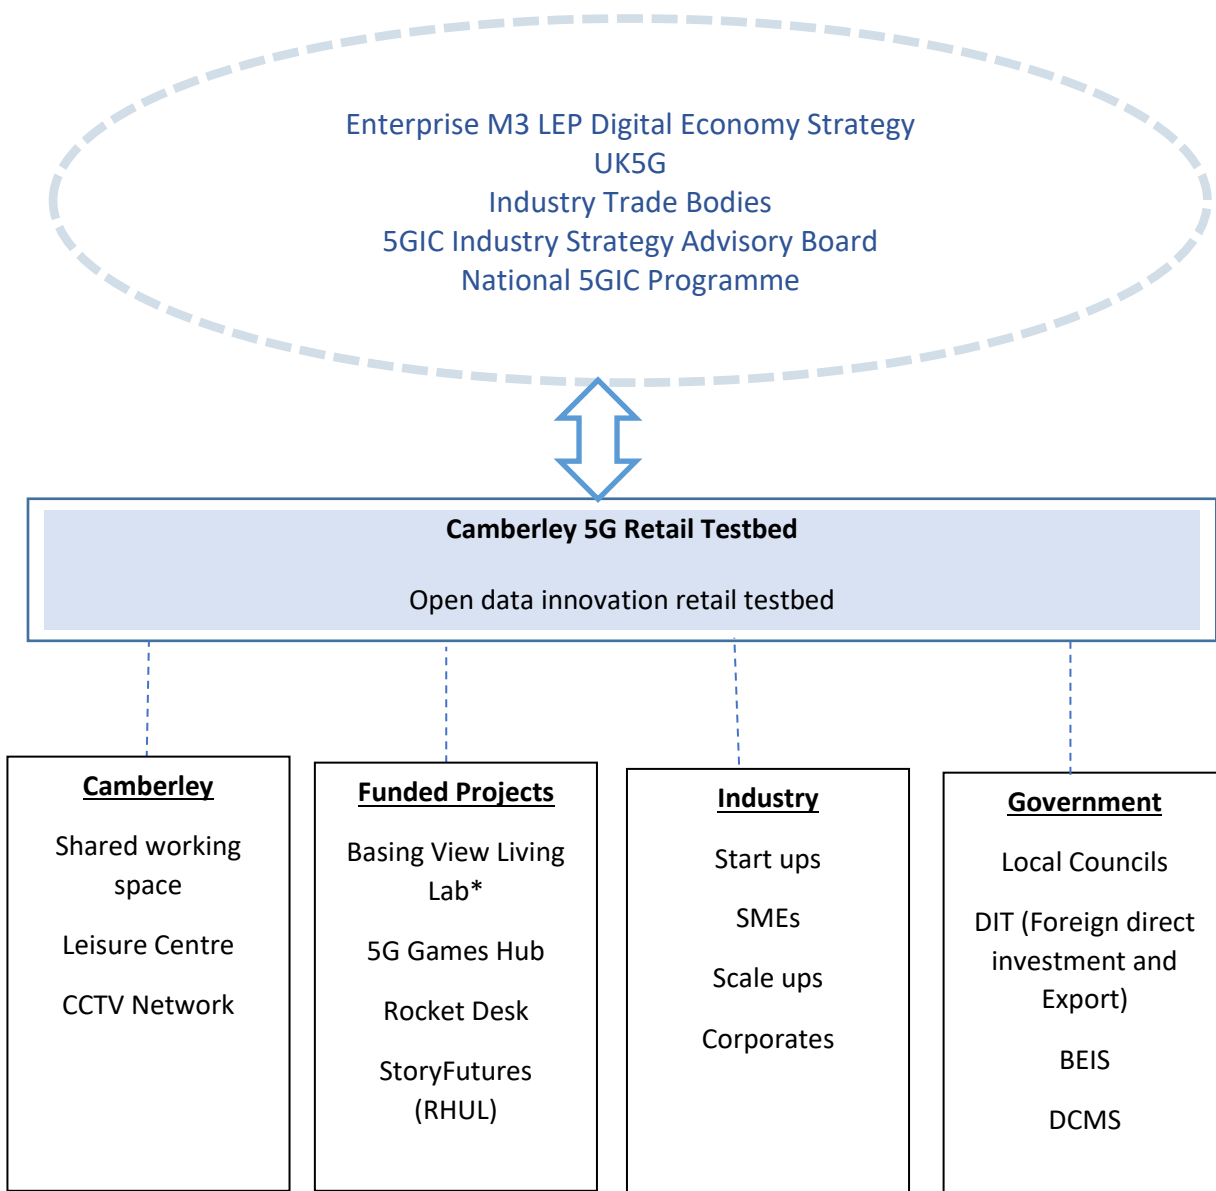 Enterprise M3 LEP Digital Economy Strategy
UK5G
Industry Trade Bodies
5GIC Industry Strategy Advisory Board
National 5GIC Programme
Camberley 5G Retail Testbed
Open data innovation retail testbed
Camberley
Shared working
space
Leisure Centre
CCTV Network
Funded Projects
Basing View Living
Lab*
5G Games Hub
Rocket Desk
StoryFutures
(RHUL)
Industry
Start ups
SMEs
Scale ups
Corporates
Government
Local Councils
DIT (Foreign direct
investment and
Export)
BEIS
DCMS